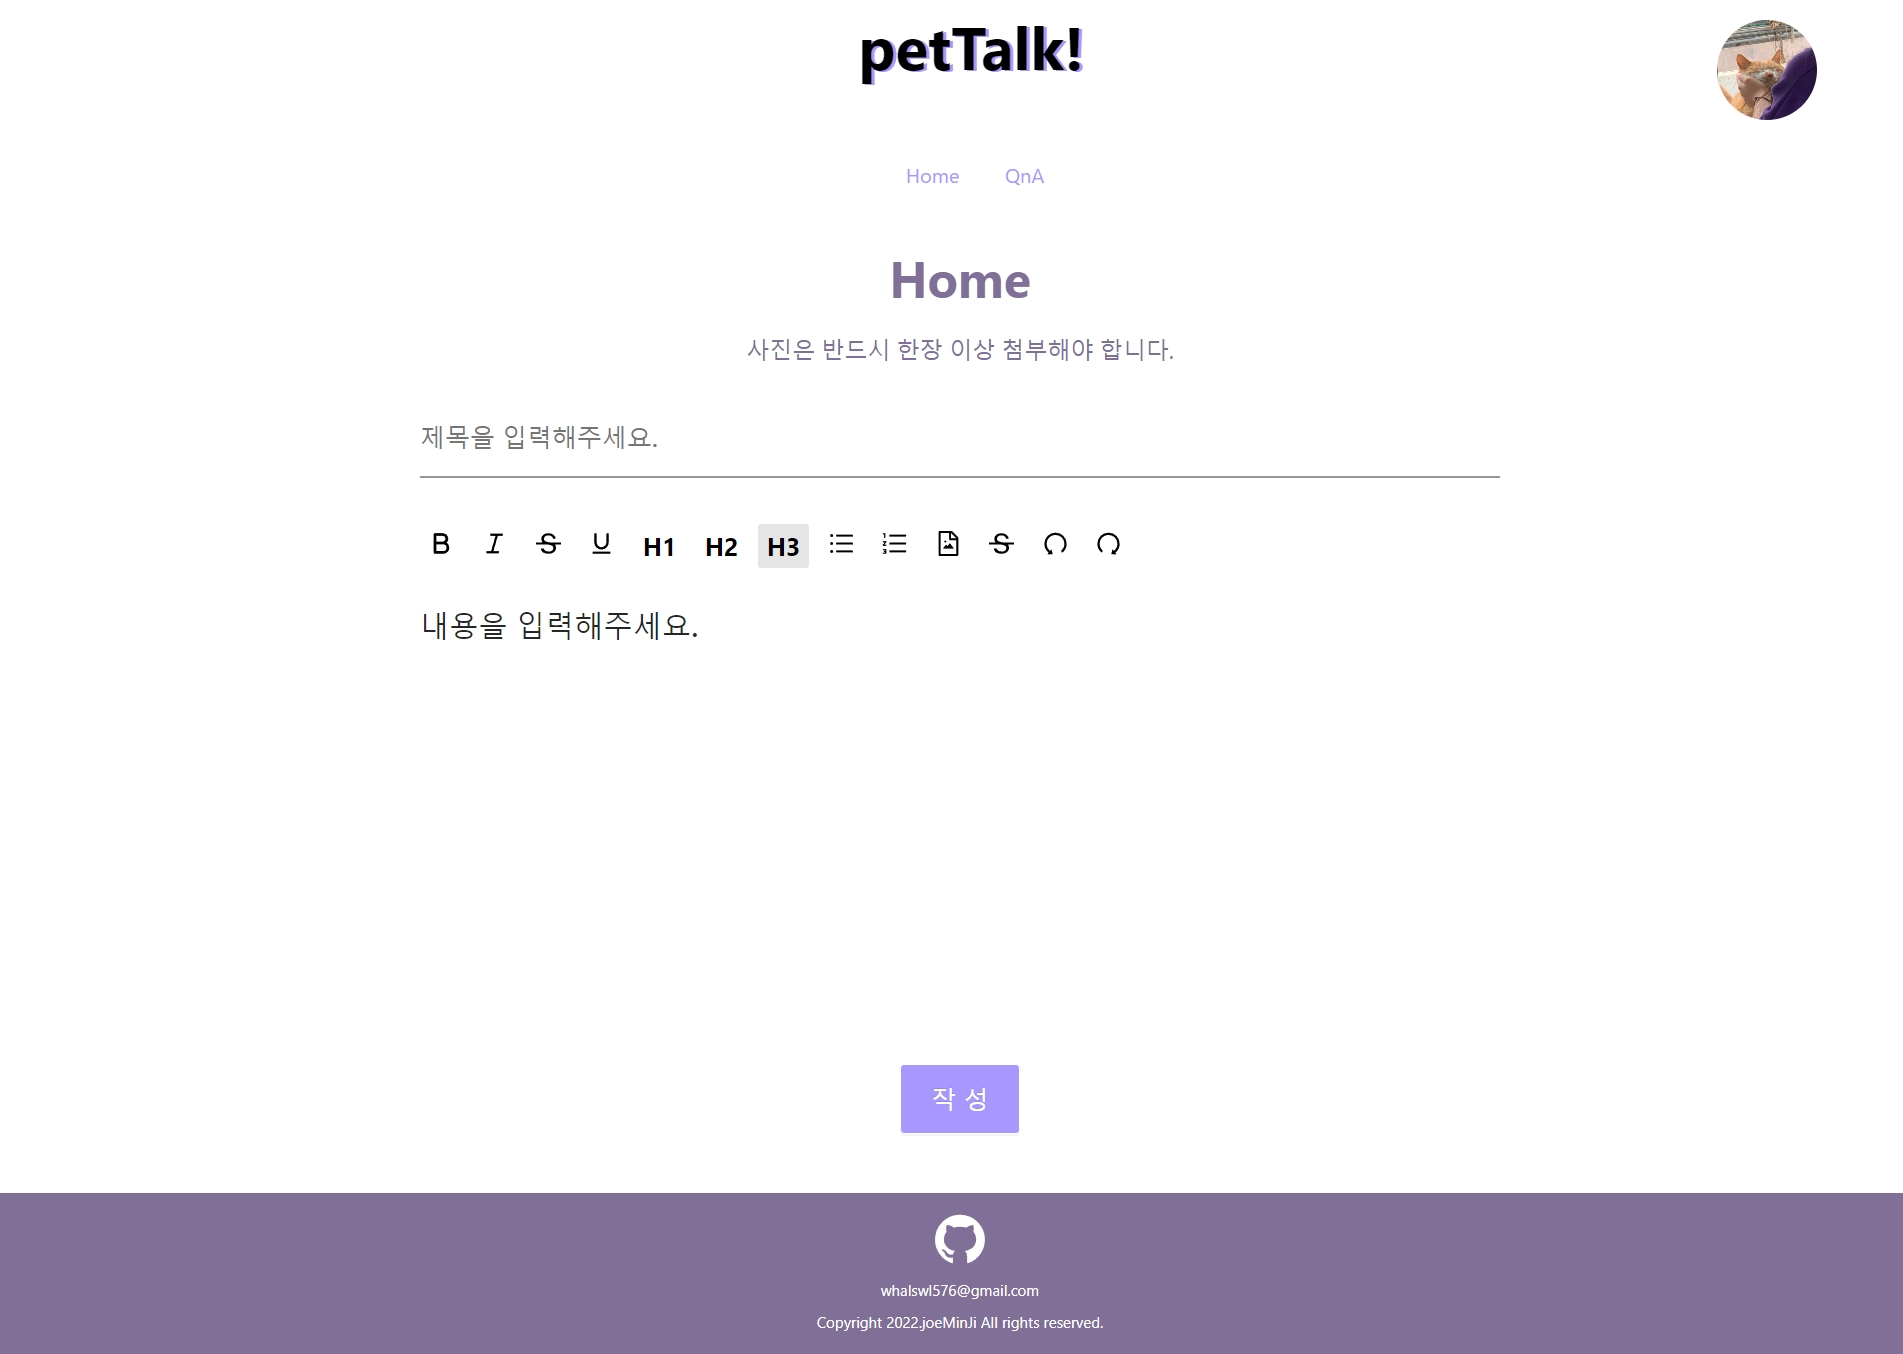 petTalk!
Home QnA
Home
사진은 반드시 한장 이상 첨부해야 합니다.
제목을 입력해주세요.
B I S U H1 H2 H3 S
내용을 입력해주세요.
작 성
whalswl576@gmail.com
Copyright 2022.joeMinJi All rights reserved.